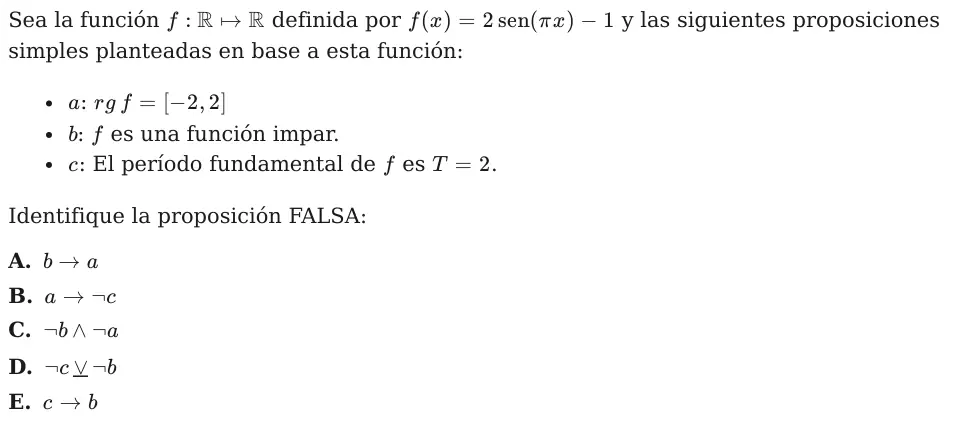 Sea la función f : ℝ ↦ ℝ definida por f(x) = 2 sen(πx) − 1 y las siguientes proposiciones
simples planteadas en base a esta función:
• a: rg f = [−2, 2]
• b: f es una función impar.
• c: El período fundamental de f es T = 2.
Identifique la proposición FALSA:
A. b → a
B. a → ¬c
C. ¬b ∧ ¬a
D. ¬c ⊻ ¬b
E. c → b